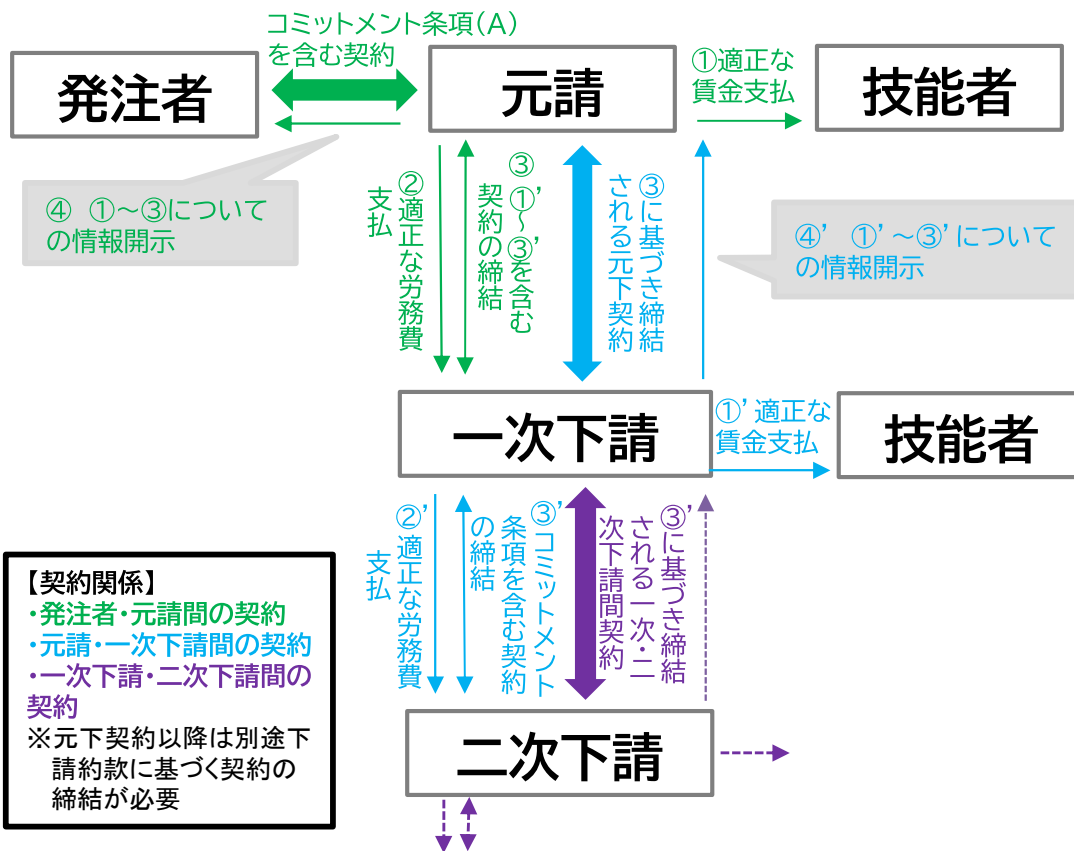 コミットメント条項(A)
を含む契約
発注者
元請
①適正な
賃金支払
技能者
④ ①～③について
の情報開示
②適正な労務費
支払
③ ①’～③’を含む
契約の締結
③に基づき締結
される元下契約
④’ ①’～③’について
の情報開示
一次下請
①’適正な
賃金支払
技能者
②’適正な労務費
支払
③’コミットメント
条項を含む契約
の締結
③’に基づき締結
される一次・二
次下請間契約
二次下請
【契約関係】
・発注者・元請間の契約
・元請・一次下請間の契約
・一次下請・二次下請間の
契約
※元下契約以降は別途下
請約款に基づく契約の
締結が必要